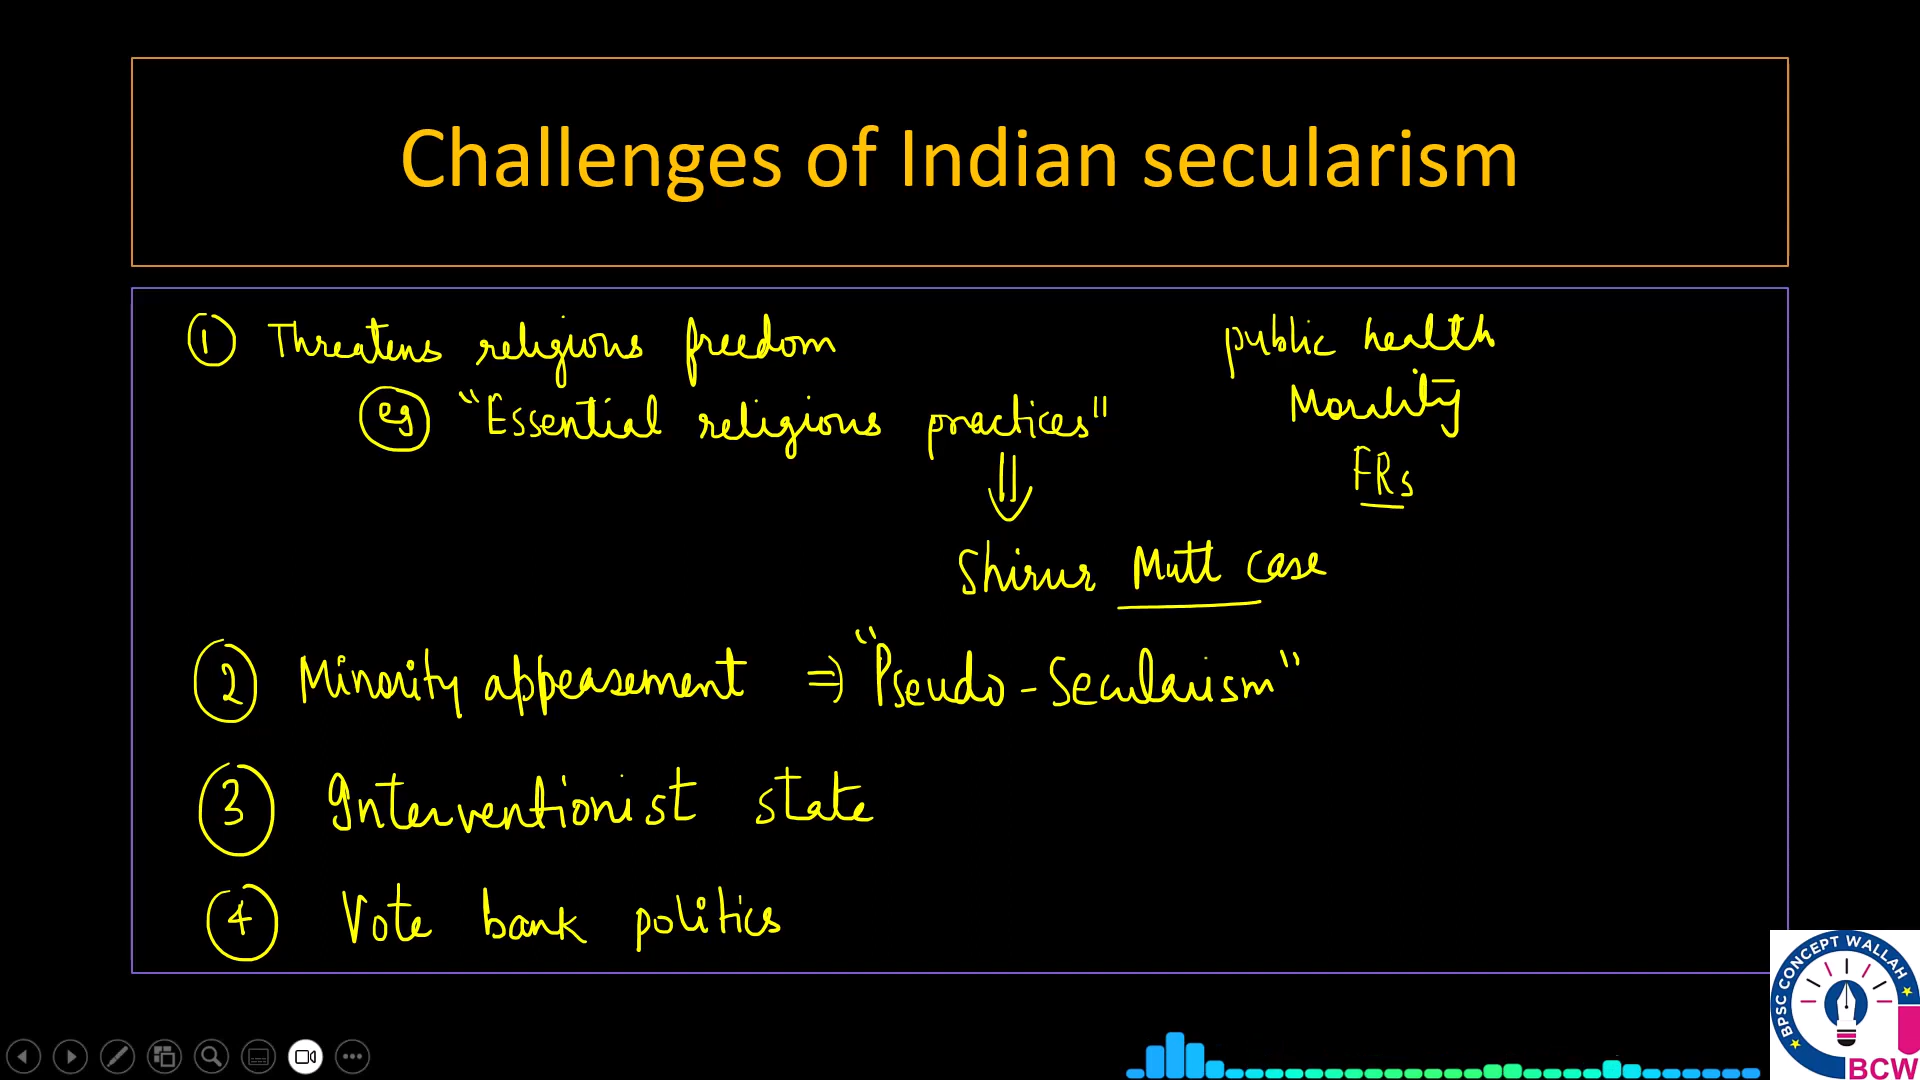 Challenges of Indian secularism
① Threatens religious freedom
public health
eg "Essential religious practices"
Morality
FRs
⇓
Shirur Mutt case
② Minority appeasement ⇒ "Pseudo-Secularism"
③ Interventionist state
④ Vote bank politics
BPSC CONCEPT WALLAH
BCW